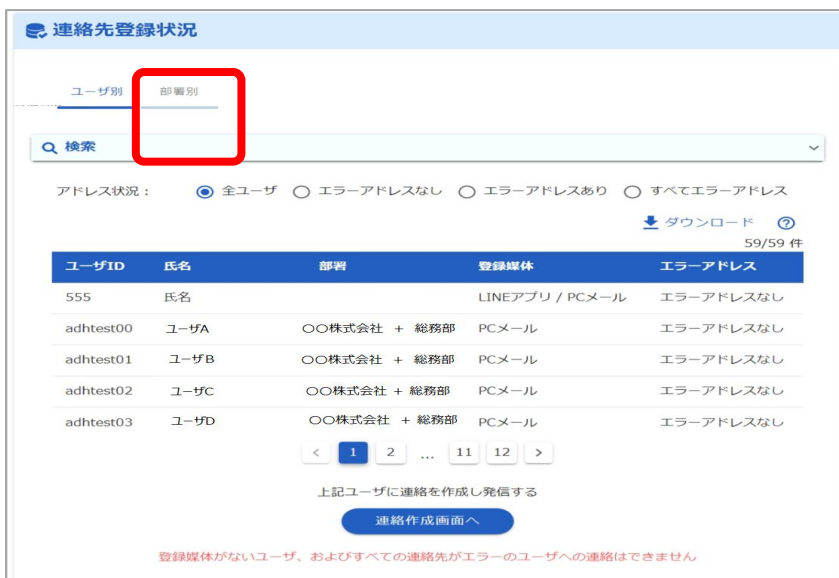 連絡先登録状況
ユーザ別 部署別
検索
アドレス状況： 全ユーザ エラーアドレスなし エラーアドレスあり すべてエラーアドレス
ダウンロード ?
59/59 件
ユーザID 氏名 部署 登録媒体 エラーアドレス
555 氏名 LINEアプリ / PCメール エラーアドレスなし
adhtest00 ユーザA 〇〇株式会社 + 総務部 PCメール エラーアドレスなし
adhtest01 ユーザB 〇〇株式会社 + 総務部 PCメール エラーアドレスなし
adhtest02 ユーザC 〇〇株式会社 + 総務部 PCメール エラーアドレスなし
adhtest03 ユーザD 〇〇株式会社 + 総務部 PCメール エラーアドレスなし
< 1 2 ... 11 12 >
上記ユーザに連絡を作成し発信する
連絡作成画面へ
登録媒体がないユーザ、およびすべての連絡先がエラーのユーザへの連絡はできません